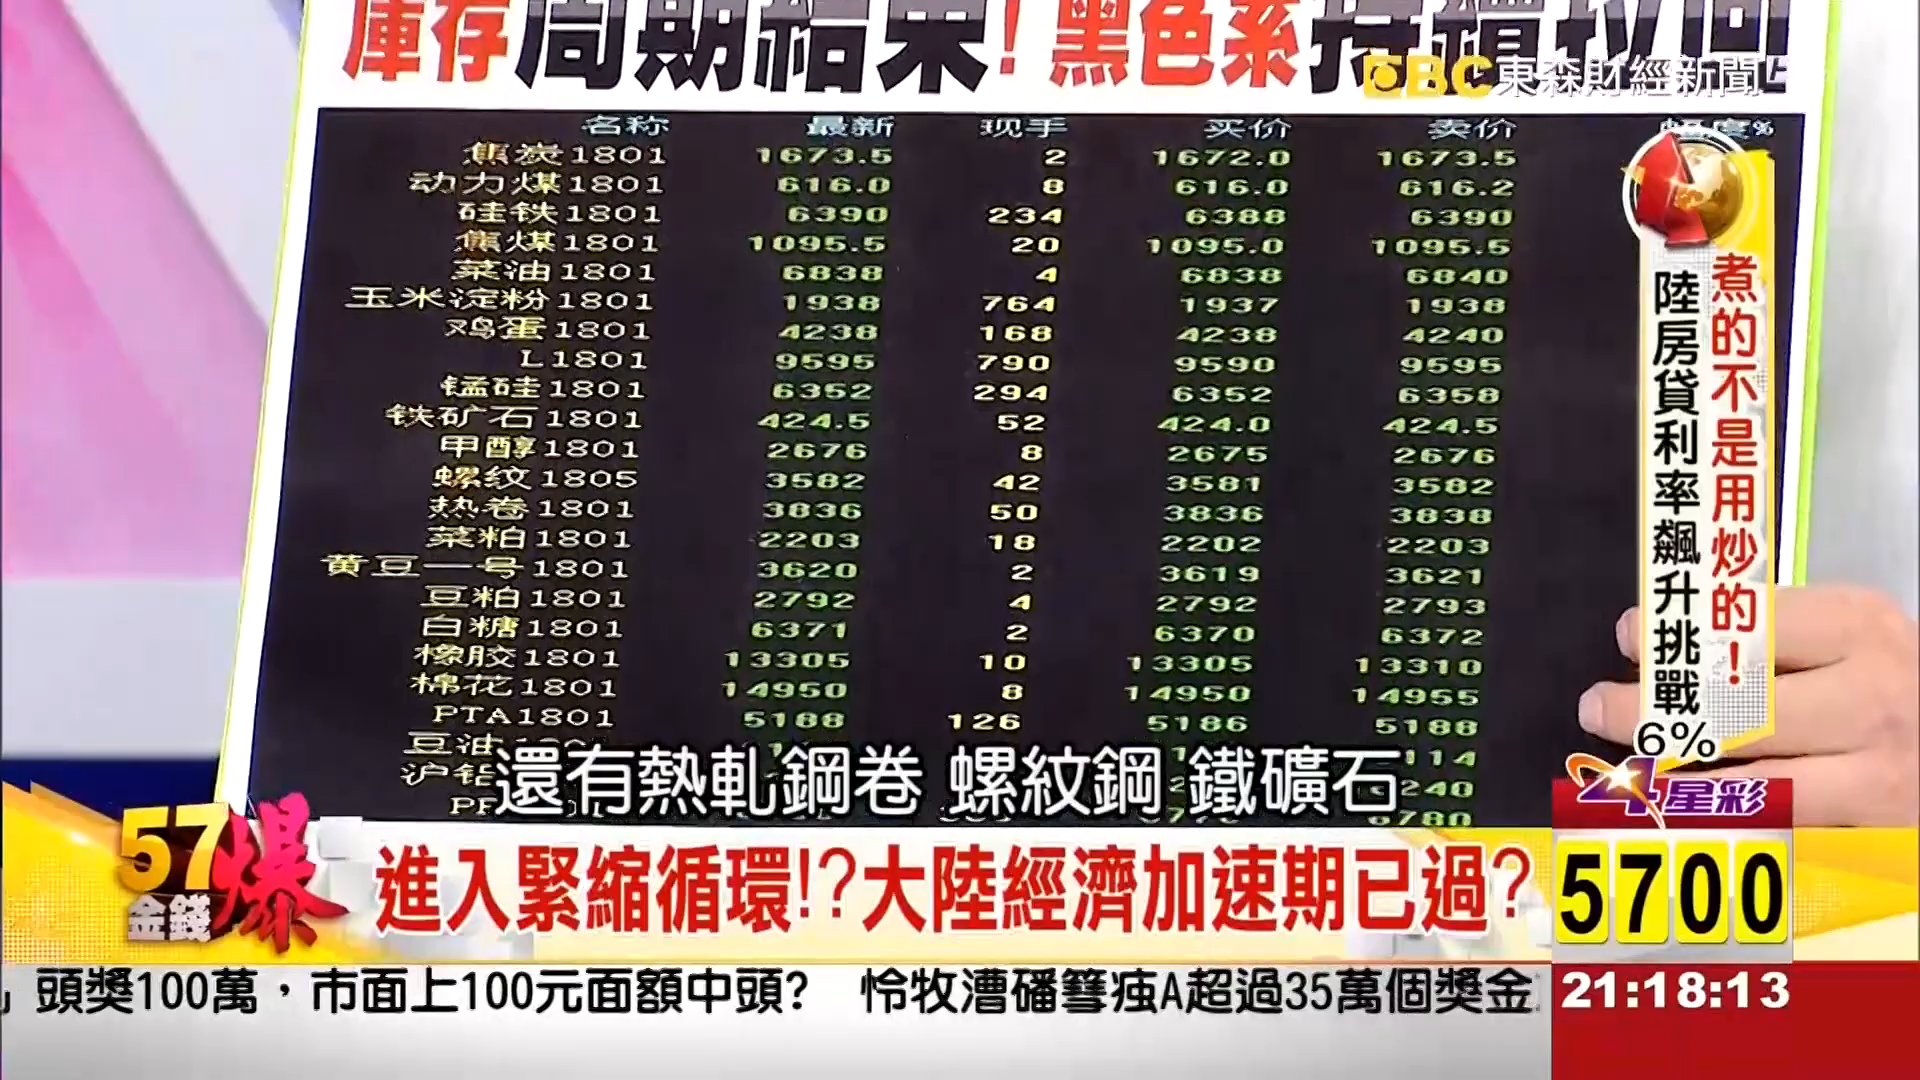 庫存周期結果!黑色系持續拉回
EBC東森財經新聞
名称 最新 现手 买价 卖价 幅度%
焦炭1801 1673.5 2 1672.0 1673.5
动力煤1801 616.0 8 616.0 616.2
硅铁1801 6390 234 6388 6390
焦煤1801 1095.5 20 1095.0 1095.5
菜油1801 6838 4 6838 6840
玉米淀粉1801 1938 764 1937 1938
鸡蛋1801 4238 168 4238 4240
L1801 9595 790 9590 9595
锰硅1801 6352 294 6352 6358
铁矿石1801 424.5 52 424.0 424.5
甲醇1801 2676 8 2675 2676
螺纹1805 3582 42 3581 3582
热卷1801 3836 50 3836 3838
菜粕1801 2203 18 2202 2203
黄豆一号1801 3620 2 3619 3621
豆粕1801 2792 4 2792 2793
白糖1801 6371 2 6370 6372
橡胶1801 13305 10 13305 13310
棉花1801 14950 8 14950 14955
PTA1801 5188 126 5186 5188
豆油
沪铝
煮的不是用炒的!
陸房貸利率飆升挑戰6%
還有熱軋鋼卷 螺紋鋼 鐵礦石
4星彩
5700
57金錢爆
進入緊縮循環!?大陸經濟加速期已過?
頭獎100萬,市面上100元面額中頭? 怜牧漕磻篲痝A超過35萬個獎金
21:18:13